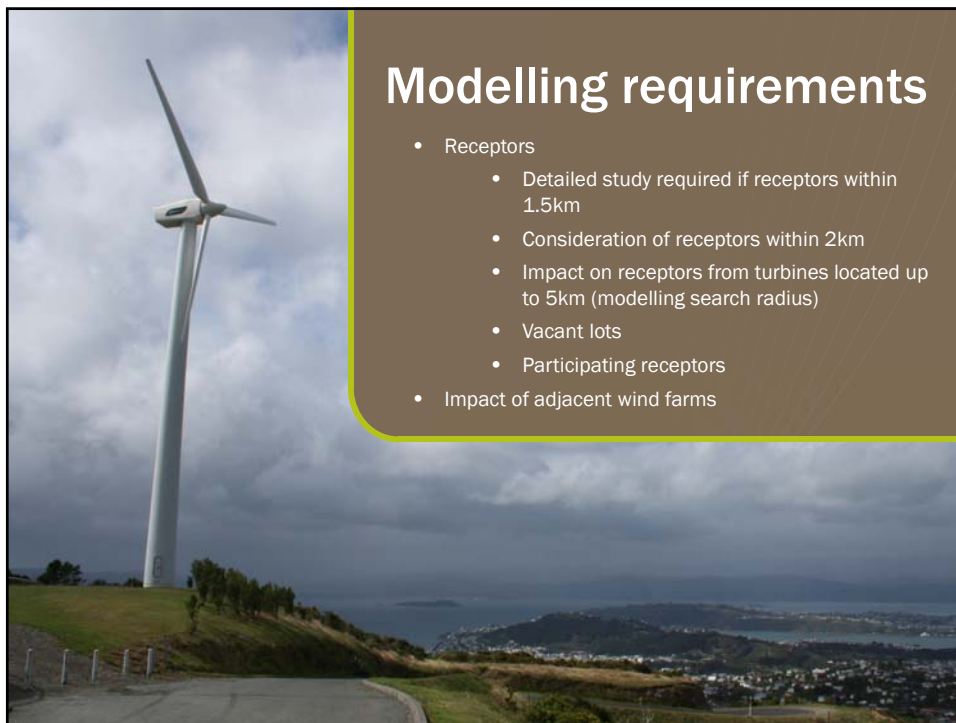 Modelling requirements
• Receptors
• Detailed study required if receptors within
1.5km
• Consideration of receptors within 2km
• Impact on receptors from turbines located up
to 5km (modelling search radius)
• Vacant lots
• Participating receptors
• Impact of adjacent wind farms